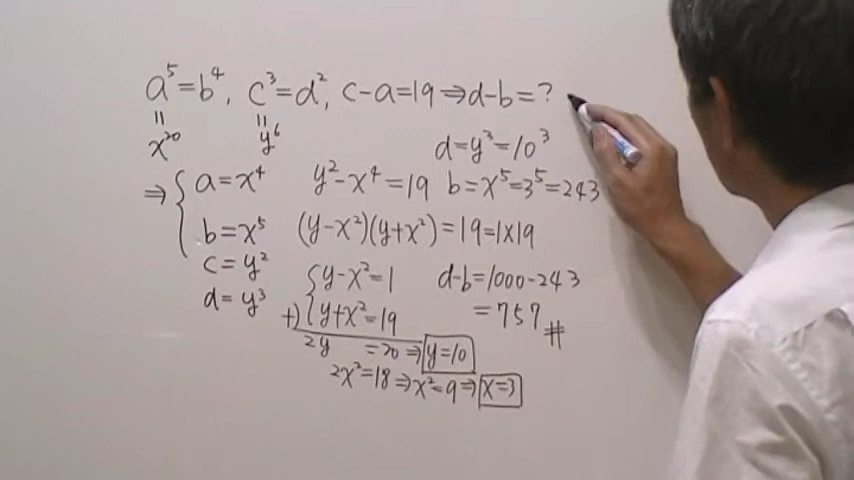 a⁵=b⁴, c³=d², c-a=19⇒d-b=?
= =
x²⁰ y⁶
d=y³=10³
⇒{ a=x⁴ y²-x⁴=19 b=x⁵=3⁵=243
b=x⁵ (y-x²)(y+x²)=19=1×19
c=y² { y-x²=1 d-b=1000-243
d=y³ +) y+x²=19 =757 #
2y =20⇒y=10
2x²=18⇒x²=9⇒x=3